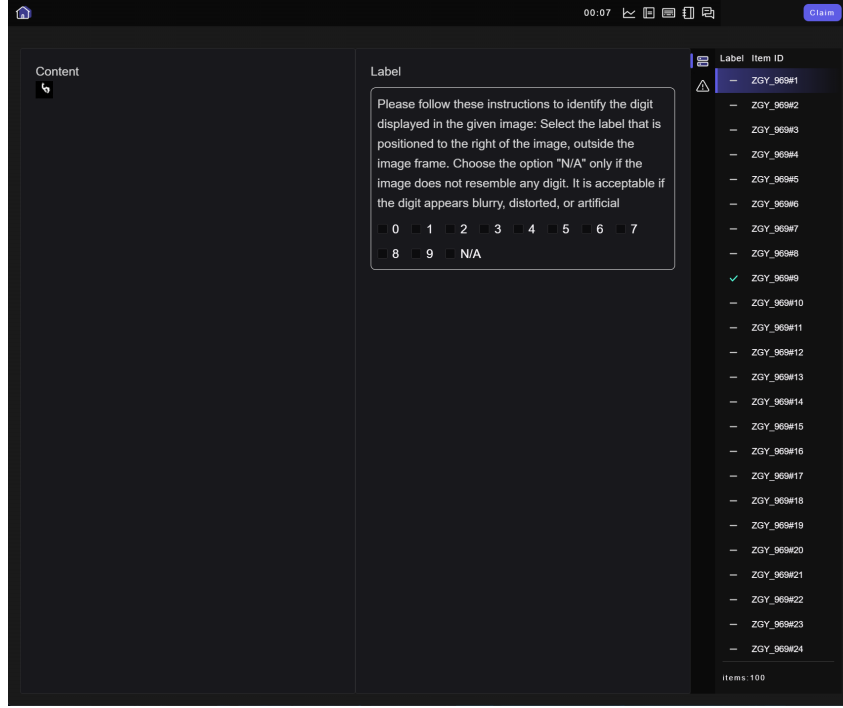 00:07
Claim
Content
Label
Please follow these instructions to identify the digit
displayed in the given image: Select the label that is
positioned to the right of the image, outside the
image frame. Choose the option "N/A" only if the
image does not resemble any digit. It is acceptable if
the digit appears blurry, distorted, or artificial
0 1 2 3 4 5 6 7
8 9 N/A
Label Item ID
ZGY_969#1
ZGY_969#2
ZGY_969#3
ZGY_969#4
ZGY_969#5
ZGY_969#6
ZGY_969#7
ZGY_969#8
ZGY_969#9
ZGY_969#10
ZGY_969#11
ZGY_969#12
ZGY_969#13
ZGY_969#14
ZGY_969#15
ZGY_969#16
ZGY_969#17
ZGY_969#18
ZGY_969#19
ZGY_969#20
ZGY_969#21
ZGY_969#22
ZGY_969#23
ZGY_969#24
items:100